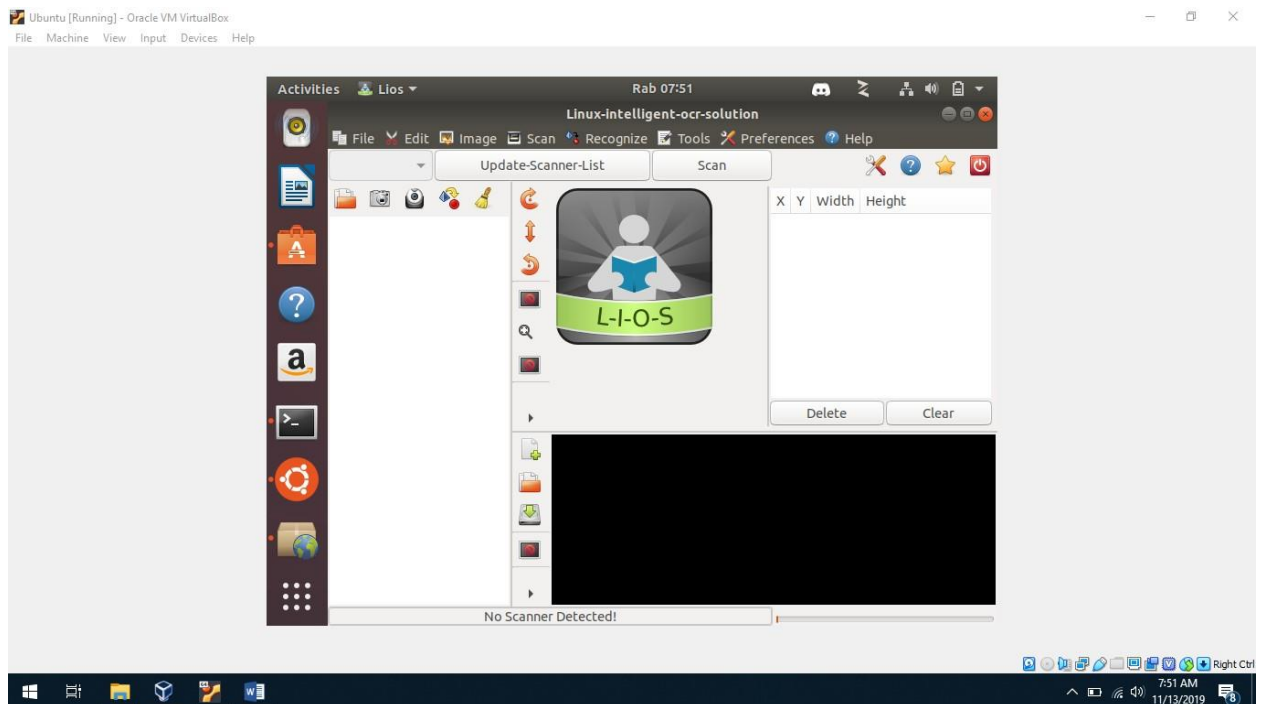 Ubuntu [Running] - Oracle VM VirtualBox
File Machine View Input Devices Help
Activities Lios Rab 07:51
Linux-intelligent-ocr-solution
File Edit Image Scan Recognize Tools Preferences Help
Update-Scanner-List Scan
X Y Width Height
L-I-O-S
Delete Clear
No Scanner Detected!
Right Ctrl
7:51 AM
11/13/2019